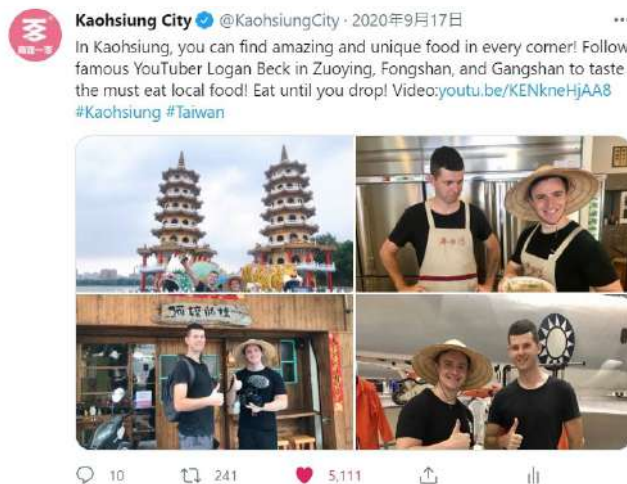 Kaohsiung City @KaohsiungCity · 2020年9月17日
In Kaohsiung, you can find amazing and unique food in every corner! Follow
famous YouTuber Logan Beck in Zuoying, Fongshan, and Gangshan to taste
the must eat local food! Eat until you drop! Video:youtu.be/KENkneHjAA8
#Kaohsiung #Taiwan
10 241 5,111